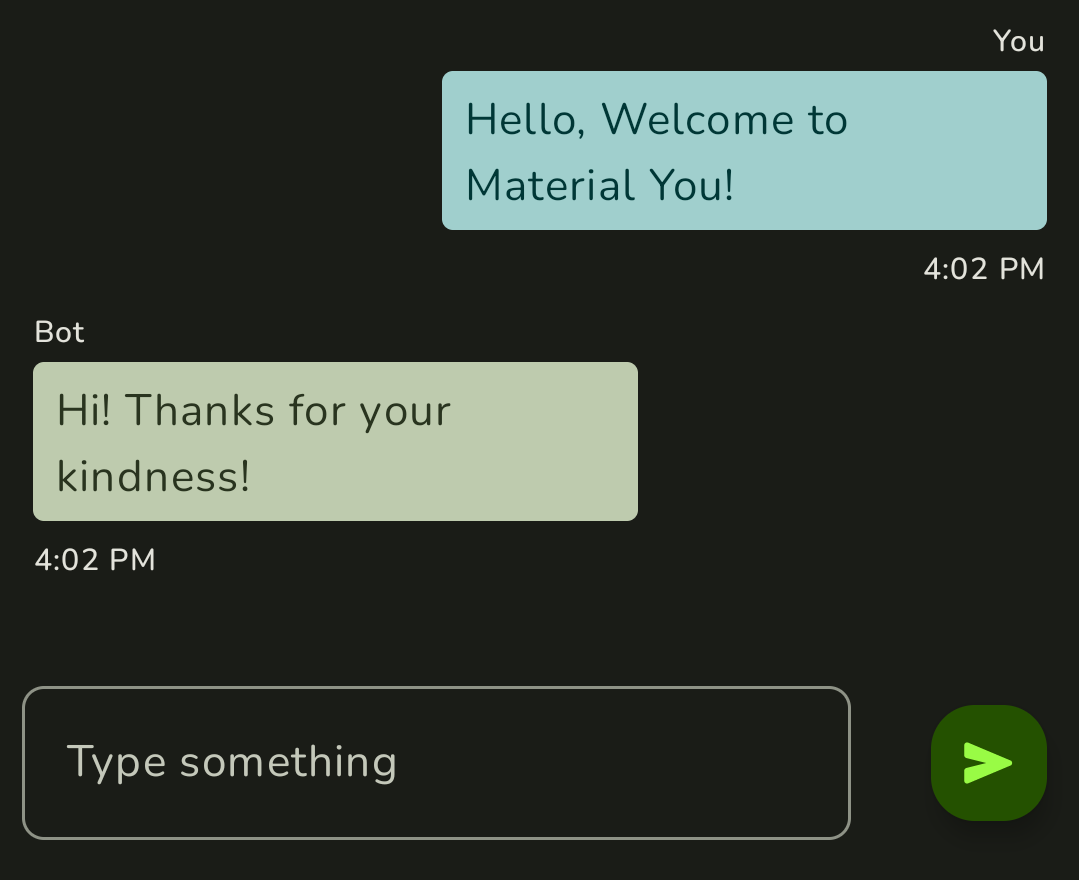 You
Hello, Welcome to
Material You!
4:02 PM
Bot
Hi! Thanks for your
kindness!
4:02 PM
Type something